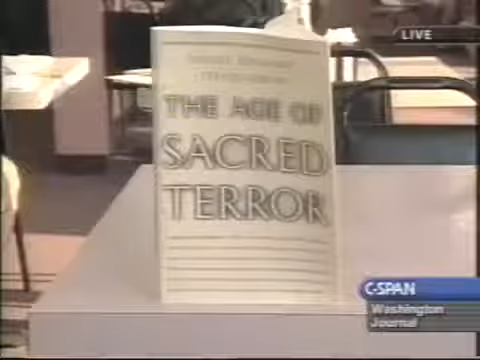 LIVE
THE AGE OF
SACRED
TERROR
C-SPAN
Washington
Journal